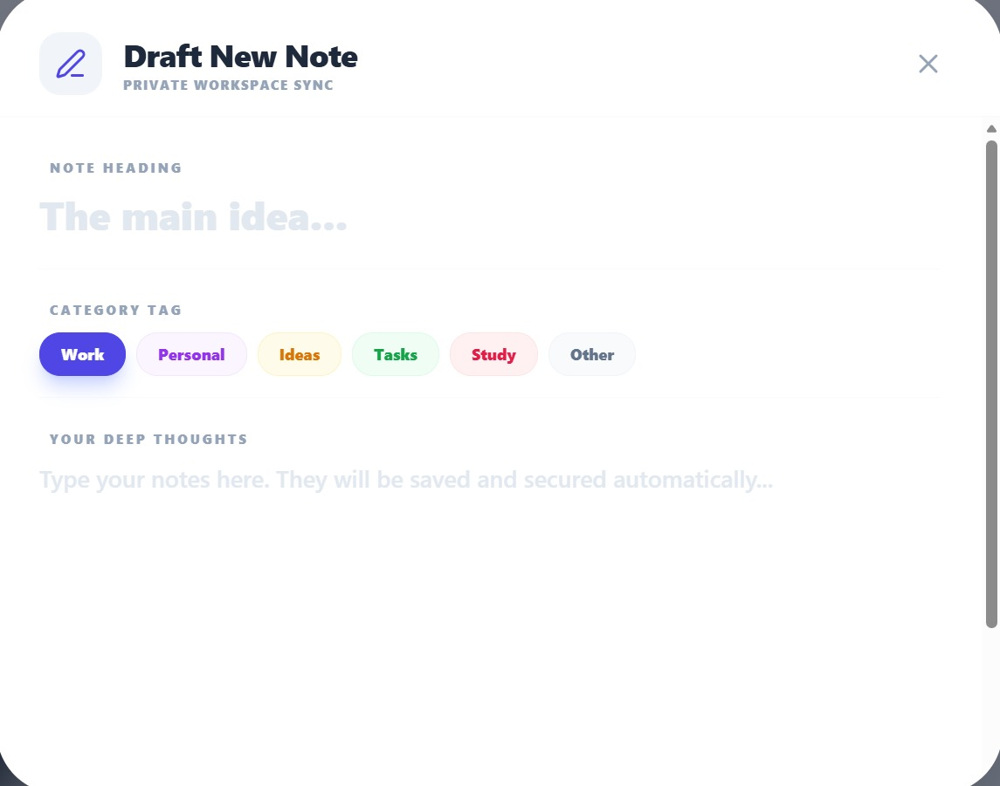 Draft New Note
PRIVATE WORKSPACE SYNC
NOTE HEADING
The main idea...
CATEGORY TAG
Work Personal Ideas Tasks Study Other
YOUR DEEP THOUGHTS
Type your notes here. They will be saved and secured automatically...